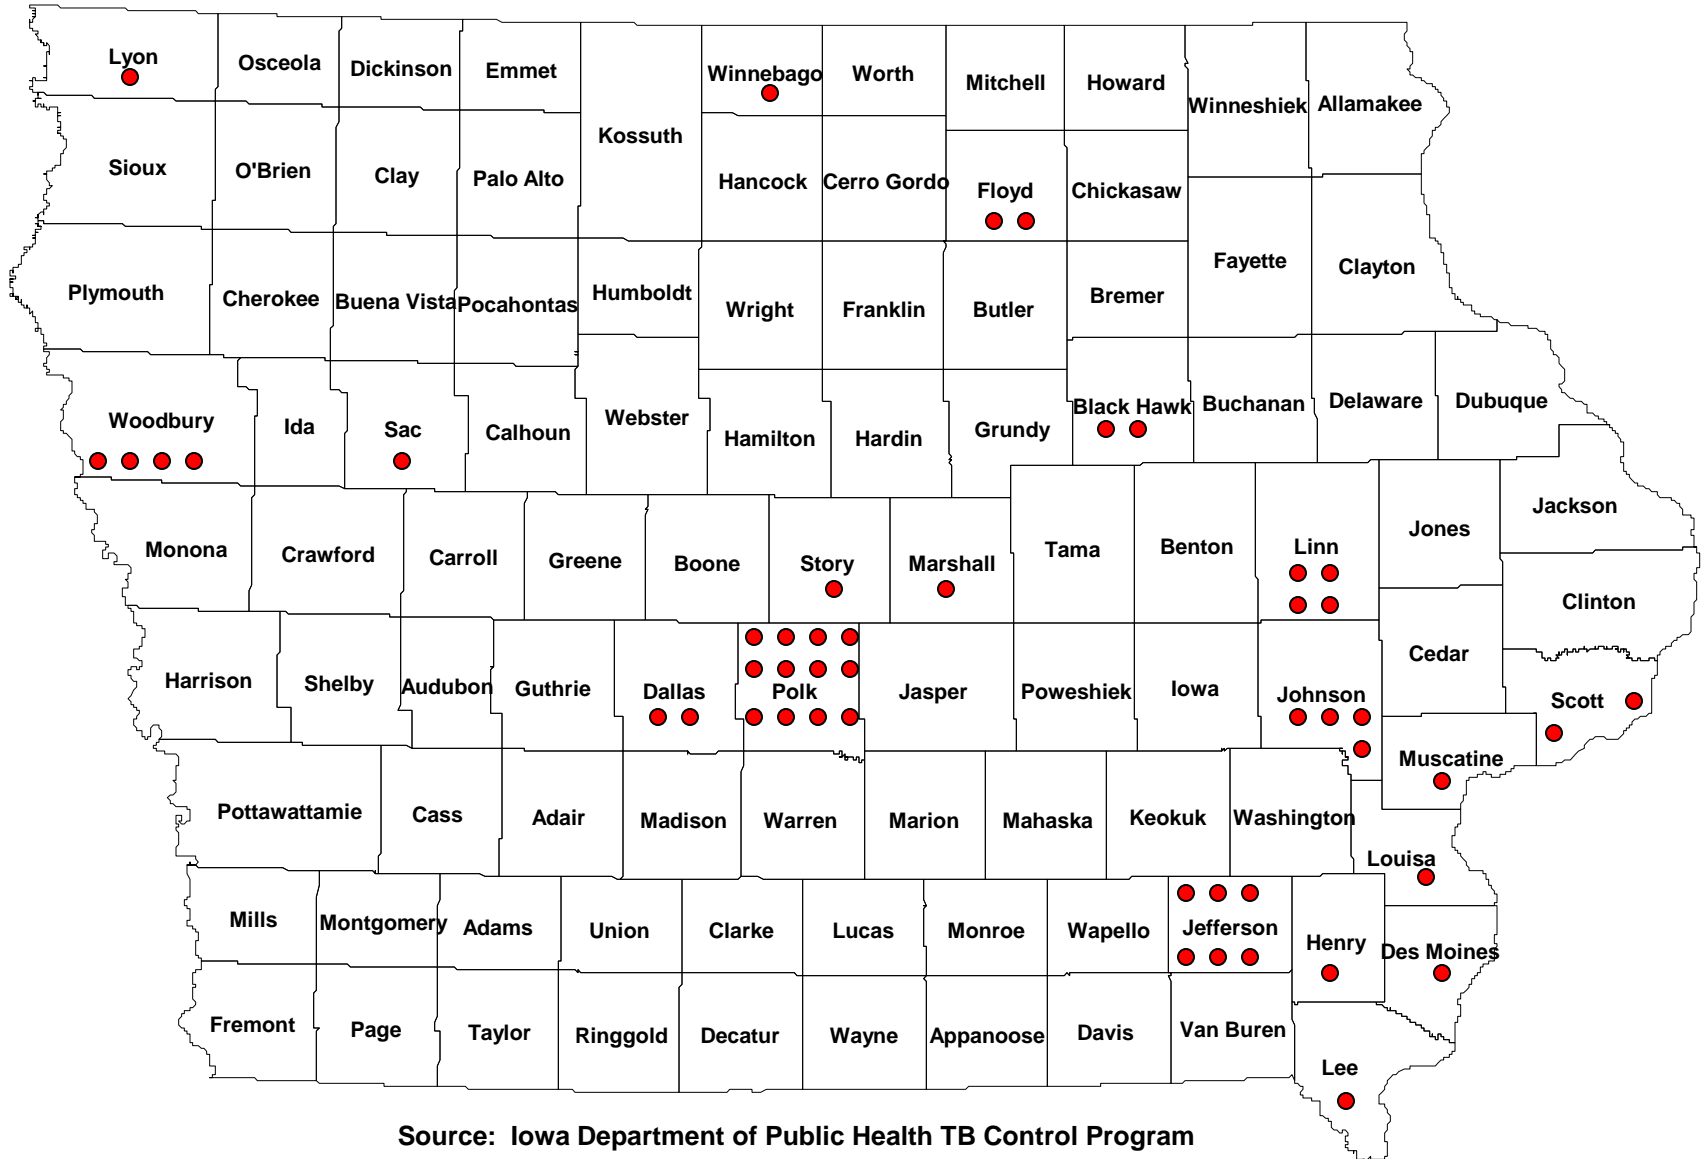 Lyon
Osceola
Dickinson
Emmet
Winnebago
Worth
Mitchell
Howard
Winneshiek
Allamakee
Kossuth
Sioux
O'Brien
Clay
Palo Alto
Hancock
Cerro Gordo
Floyd
Chickasaw
Fayette
Clayton
Plymouth
Cherokee
Buena Vista
Pocahontas
Humboldt
Wright
Franklin
Butler
Bremer
Woodbury
Ida
Sac
Calhoun
Webster
Hamilton
Hardin
Grundy
Black Hawk
Buchanan
Delaware
Dubuque
Monona
Crawford
Carroll
Greene
Boone
Story
Marshall
Tama
Benton
Linn
Jones
Jackson
Clinton
Harrison
Shelby
Audubon
Guthrie
Dallas
Polk
Jasper
Poweshiek
Iowa
Johnson
Cedar
Scott
Muscatine
Pottawattamie
Cass
Adair
Madison
Warren
Marion
Mahaska
Keokuk
Washington
Louisa
Mills
Montgomery
Adams
Union
Clarke
Lucas
Monroe
Wapello
Jefferson
Henry
Des Moines
Fremont
Page
Taylor
Ringgold
Decatur
Wayne
Appanoose
Davis
Van Buren
Lee
Source: Iowa Department of Public Health TB Control Program